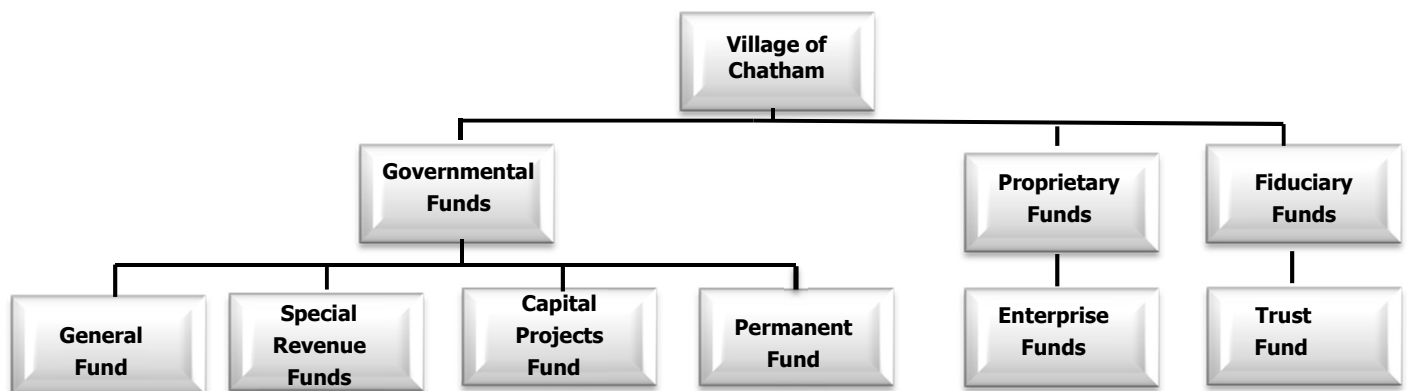 Village of
Chatham
Governmental
Funds
Proprietary
Funds
Fiduciary
Funds
General
Fund
Special
Revenue
Funds
Capital
Projects
Fund
Permanent
Fund
Enterprise
Funds
Trust
Fund